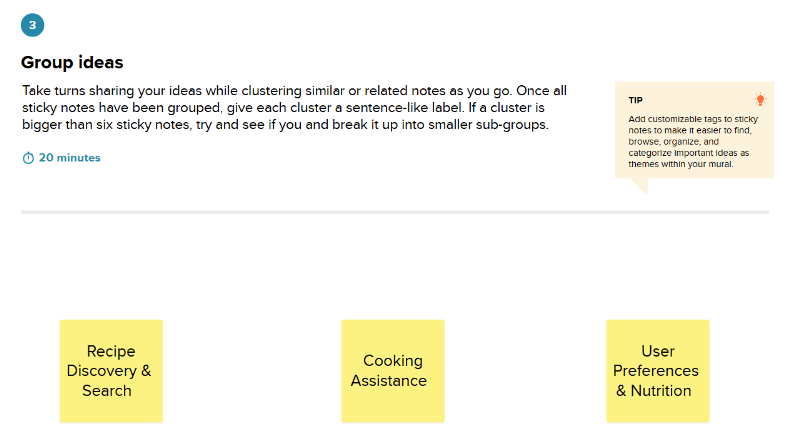 3
Group ideas
Take turns sharing your ideas while clustering similar or related notes as you go. Once all
sticky notes have been grouped, give each cluster a sentence-like label. If a cluster is
bigger than six sticky notes, try and see if you and break it up into smaller sub-groups.
20 minutes
TIP
Add customizable tags to sticky
notes to make it easier to find,
browse, organize, and
categorize important ideas as
themes within your mural.
Recipe
Discovery &
Search
Cooking
Assistance
User
Preferences
& Nutrition